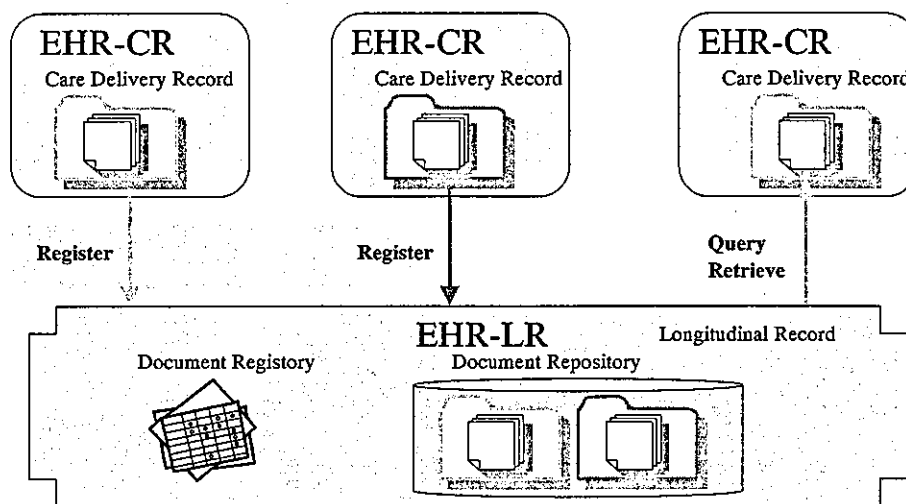 EHR-CR
Care Delivery Record
EHR-CR
Care Delivery Record
EHR-CR
Care Delivery Record
Register
Register
Query
Retrieve
EHR-LR
Longitudinal Record
Document Registory
Document Repository